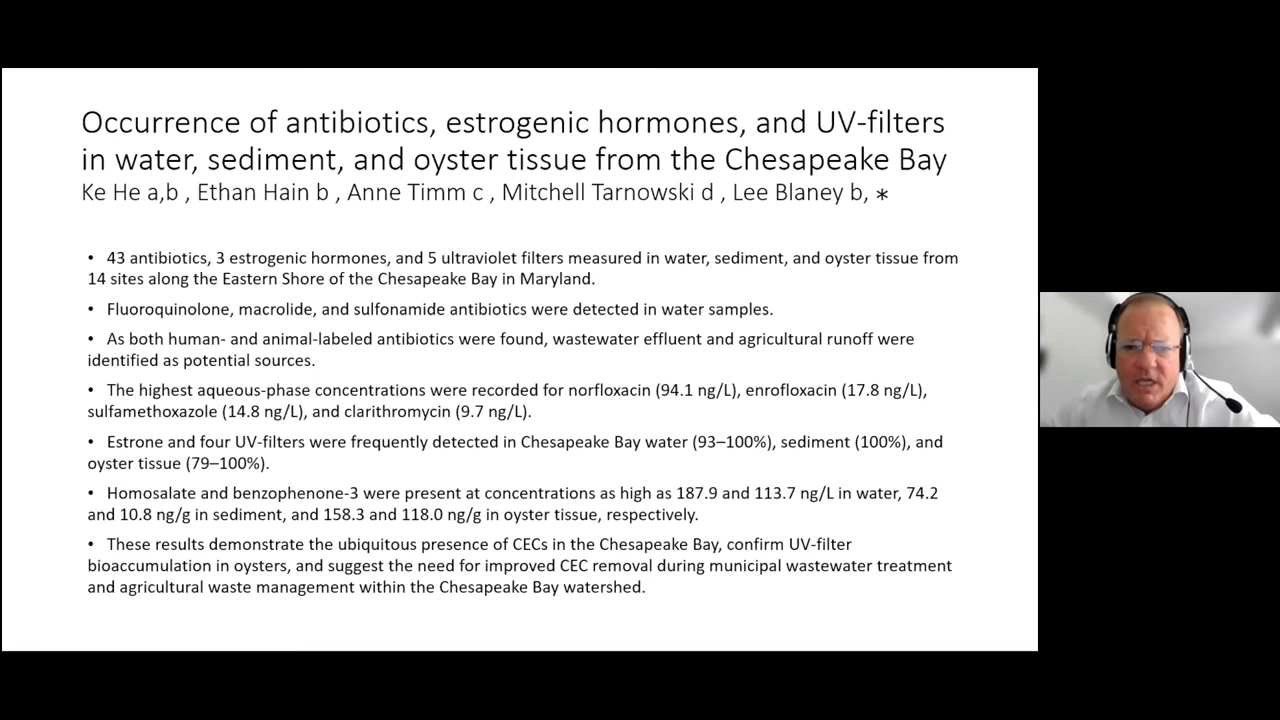 Occurrence of antibiotics, estrogenic hormones, and UV-filters
in water, sediment, and oyster tissue from the Chesapeake Bay
Ke He a,b , Ethan Hain b , Anne Timm c , Mitchell Tarnowski d , Lee Blaney b, ∗
• 43 antibiotics, 3 estrogenic hormones, and 5 ultraviolet filters measured in water, sediment, and oyster tissue from
14 sites along the Eastern Shore of the Chesapeake Bay in Maryland.
• Fluoroquinolone, macrolide, and sulfonamide antibiotics were detected in water samples.
• As both human- and animal-labeled antibiotics were found, wastewater effluent and agricultural runoff were
identified as potential sources.
• The highest aqueous-phase concentrations were recorded for norfloxacin (94.1 ng/L), enrofloxacin (17.8 ng/L),
sulfamethoxazole (14.8 ng/L), and clarithromycin (9.7 ng/L).
• Estrone and four UV-filters were frequently detected in Chesapeake Bay water (93–100%), sediment (100%), and
oyster tissue (79–100%).
• Homosalate and benzophenone-3 were present at concentrations as high as 187.9 and 113.7 ng/L in water, 74.2
and 10.8 ng/g in sediment, and 158.3 and 118.0 ng/g in oyster tissue, respectively.
• These results demonstrate the ubiquitous presence of CECs in the Chesapeake Bay, confirm UV-filter
bioaccumulation in oysters, and suggest the need for improved CEC removal during municipal wastewater treatment
and agricultural waste management within the Chesapeake Bay watershed.